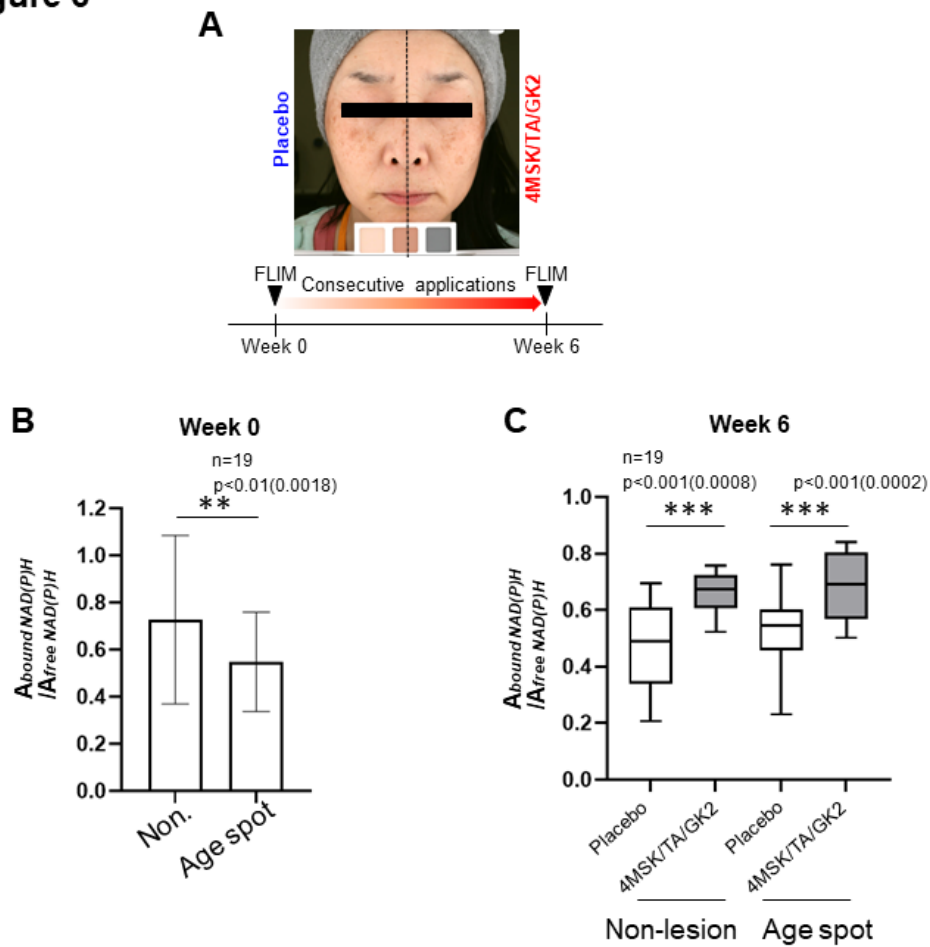 A
Placebo
4MSK/TA/GK2
FLIM
Consecutive applications
FLIM
Week 0
Week 6
B
Week 0
n=19
p<0.01(0.0018)
**
1.2
1.0
0.8
0.6
0.4
0.2
0.0
Abound NAD(P)H
/Afree NAD(P)H
Non.
Age spot
C
Week 6
n=19
p<0.001(0.0008)
p<0.001(0.0002)
***
***
1.0
0.8
0.6
0.4
0.2
0.0
Abound NAD(P)H
/Afree NAD(P)H
Placebo
4MSK/TA/GK2
Placebo
4MSK/TA/GK2
Non-lesion
Age spot